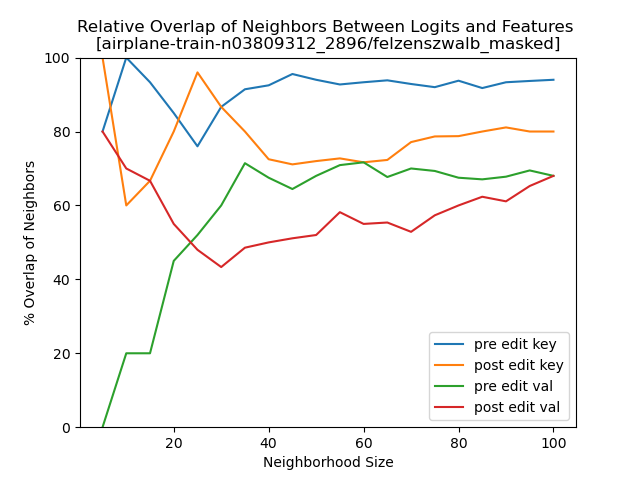 Relative Overlap of Neighbors Between Logits and Features
[airplane-train-n03809312_2896/felzenszwalb_masked]
% Overlap of Neighbors
100
80
60
40
20
0
20 40 60 80 100
Neighborhood Size
pre edit key
post edit key
pre edit val
post edit val